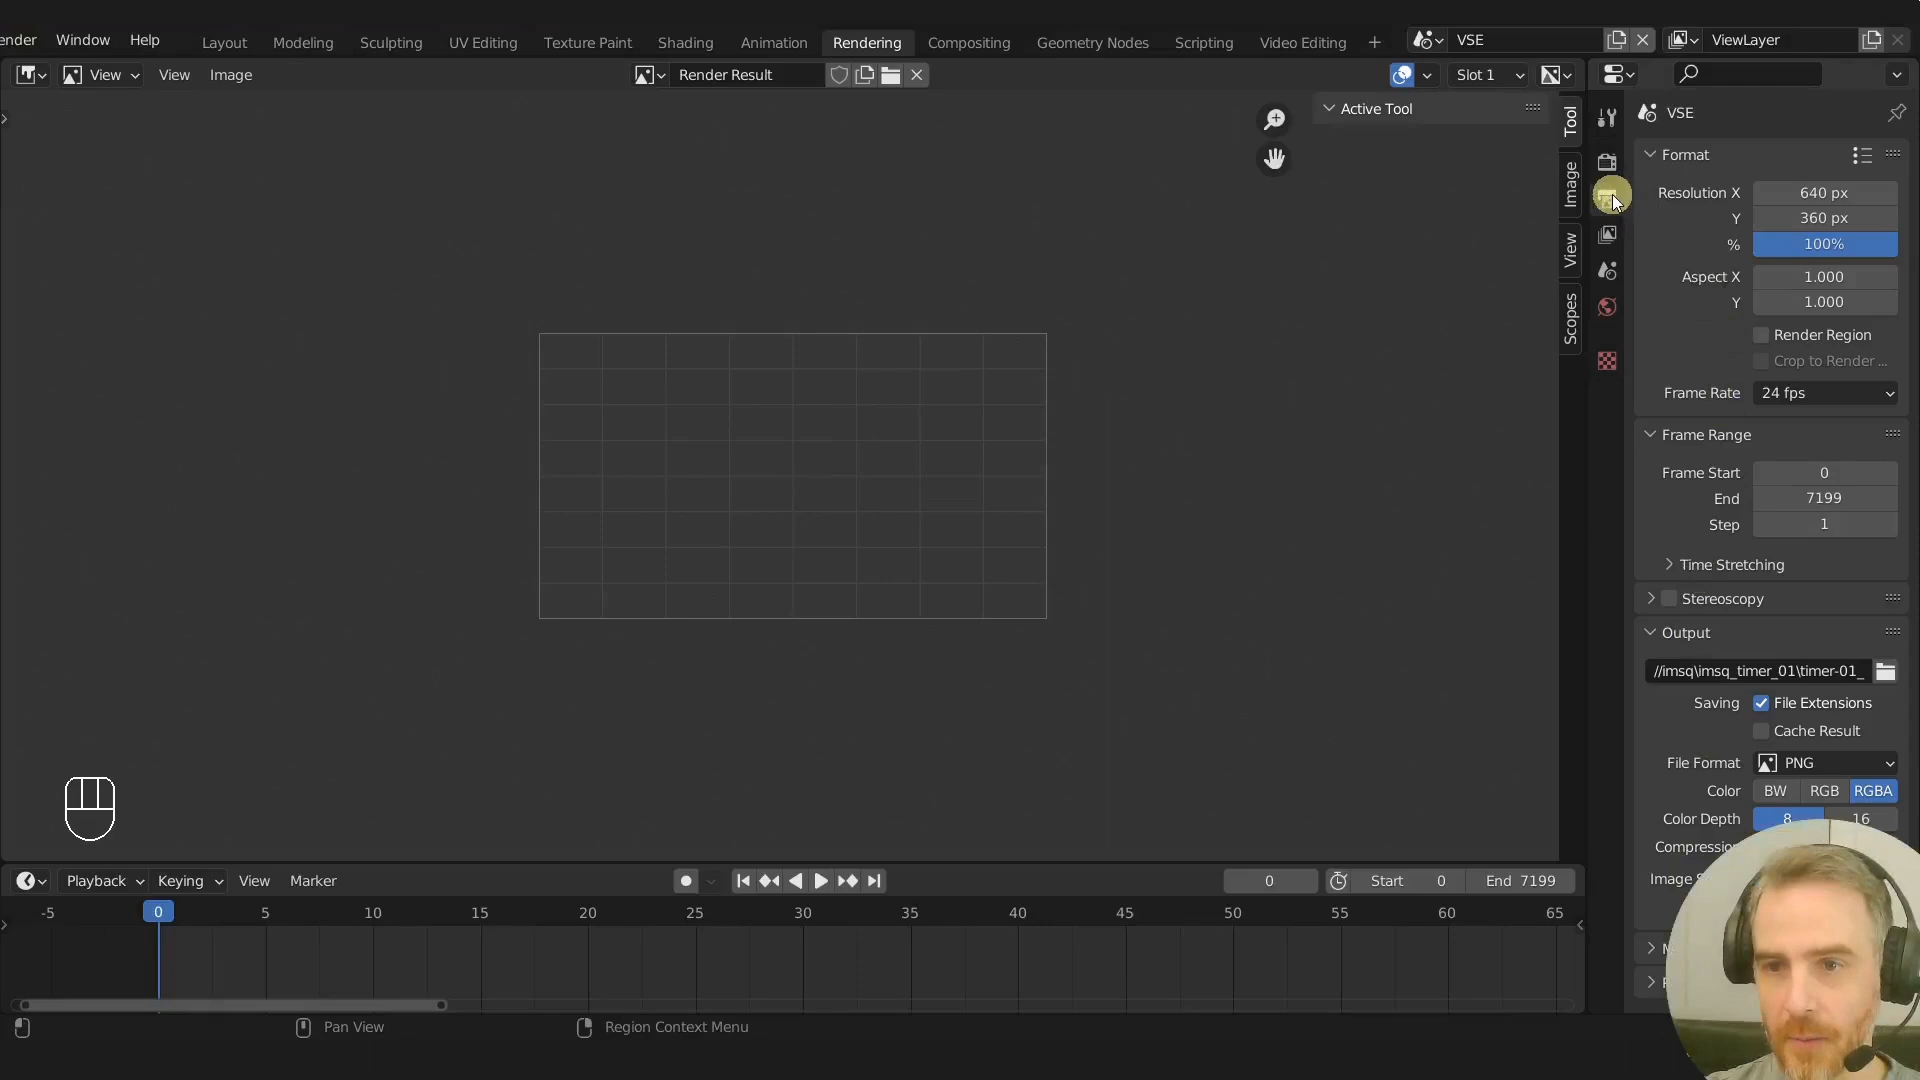 ender Window Help Layout Modeling Sculpting UV Editing Texture Paint Shading Animation Rendering Compositing Geometry Nodes Scripting Video Editing + VSE ViewLayer
View View Image Render Result Slot 1
Active Tool
Tool
Image
View
Scopes
VSE
Format
Resolution X 640 px
Y 360 px
% 100%
Aspect X 1.000
Y 1.000
Render Region
Crop to Render ...
Frame Rate 24 fps
Frame Range
Frame Start 0
End 7199
Step 1
Time Stretching
Stereoscopy
Output
//imsq\imsq_timer_01\timer-01_
Saving File Extensions
Cache Result
File Format PNG
Color BW RGB RGBA
Color Depth 8 16
Compressio
Image S
Playback Keying View Marker 0 Start 0 End 7199
-5 0 5 10 15 20 25 30 35 40 45 50 55 60 65
Pan View Region Context Menu